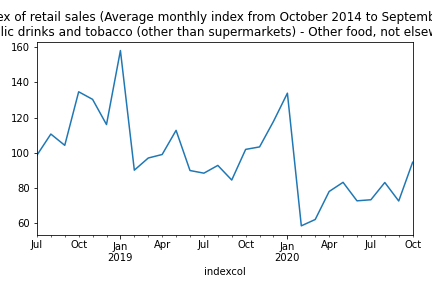 ex of retail sales (Average monthly index from October 2014 to Septemb
lic drinks and tobacco (other than supermarkets) - Other food, not elsew
160
140
120
100
80
60
Jul
Oct
Jan
2019
Apr
Jul
Oct
Jan
2020
Apr
Jul
Oct
indexcol